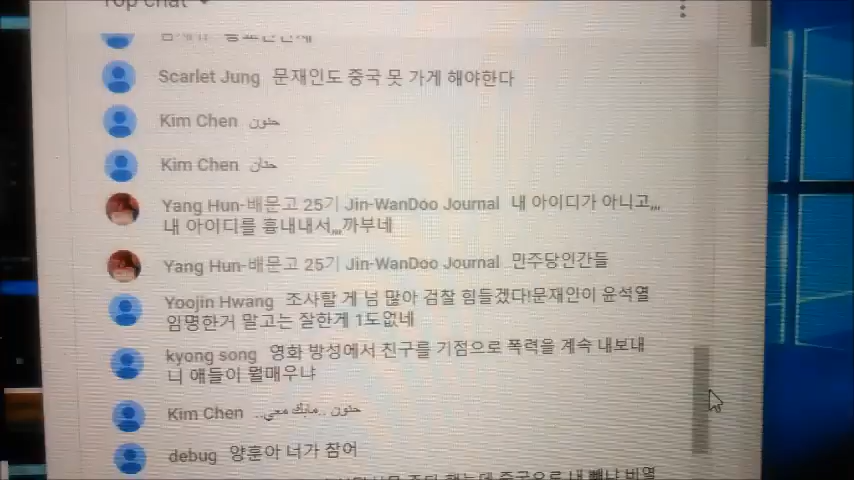 Top chat
Scarlet Jung 문재인도 중국 못 가게 해야한다
Kim Chen حنون
Kim Chen حنان
Yang Hun-배문고 25기 Jin-WanDoo Journal 내 아이디가 아니고,,,
내 아이디를 흉내내서,,,까부네
Yang Hun-배문고 25기 Jin-WanDoo Journal 민주당인간들
Yoojin Hwang 조사할 게 넘 많아 검찰 힘들겠다!문재인이 윤석열
임명한거 말고는 잘한게 1도없네
kyong song 영화 방성에서 친구를 기점으로 폭력을 계속 내보내
니 얘들이 뭘매우냐
Kim Chen حنون ..مابك معي..
debug 양훈아 너가 참어